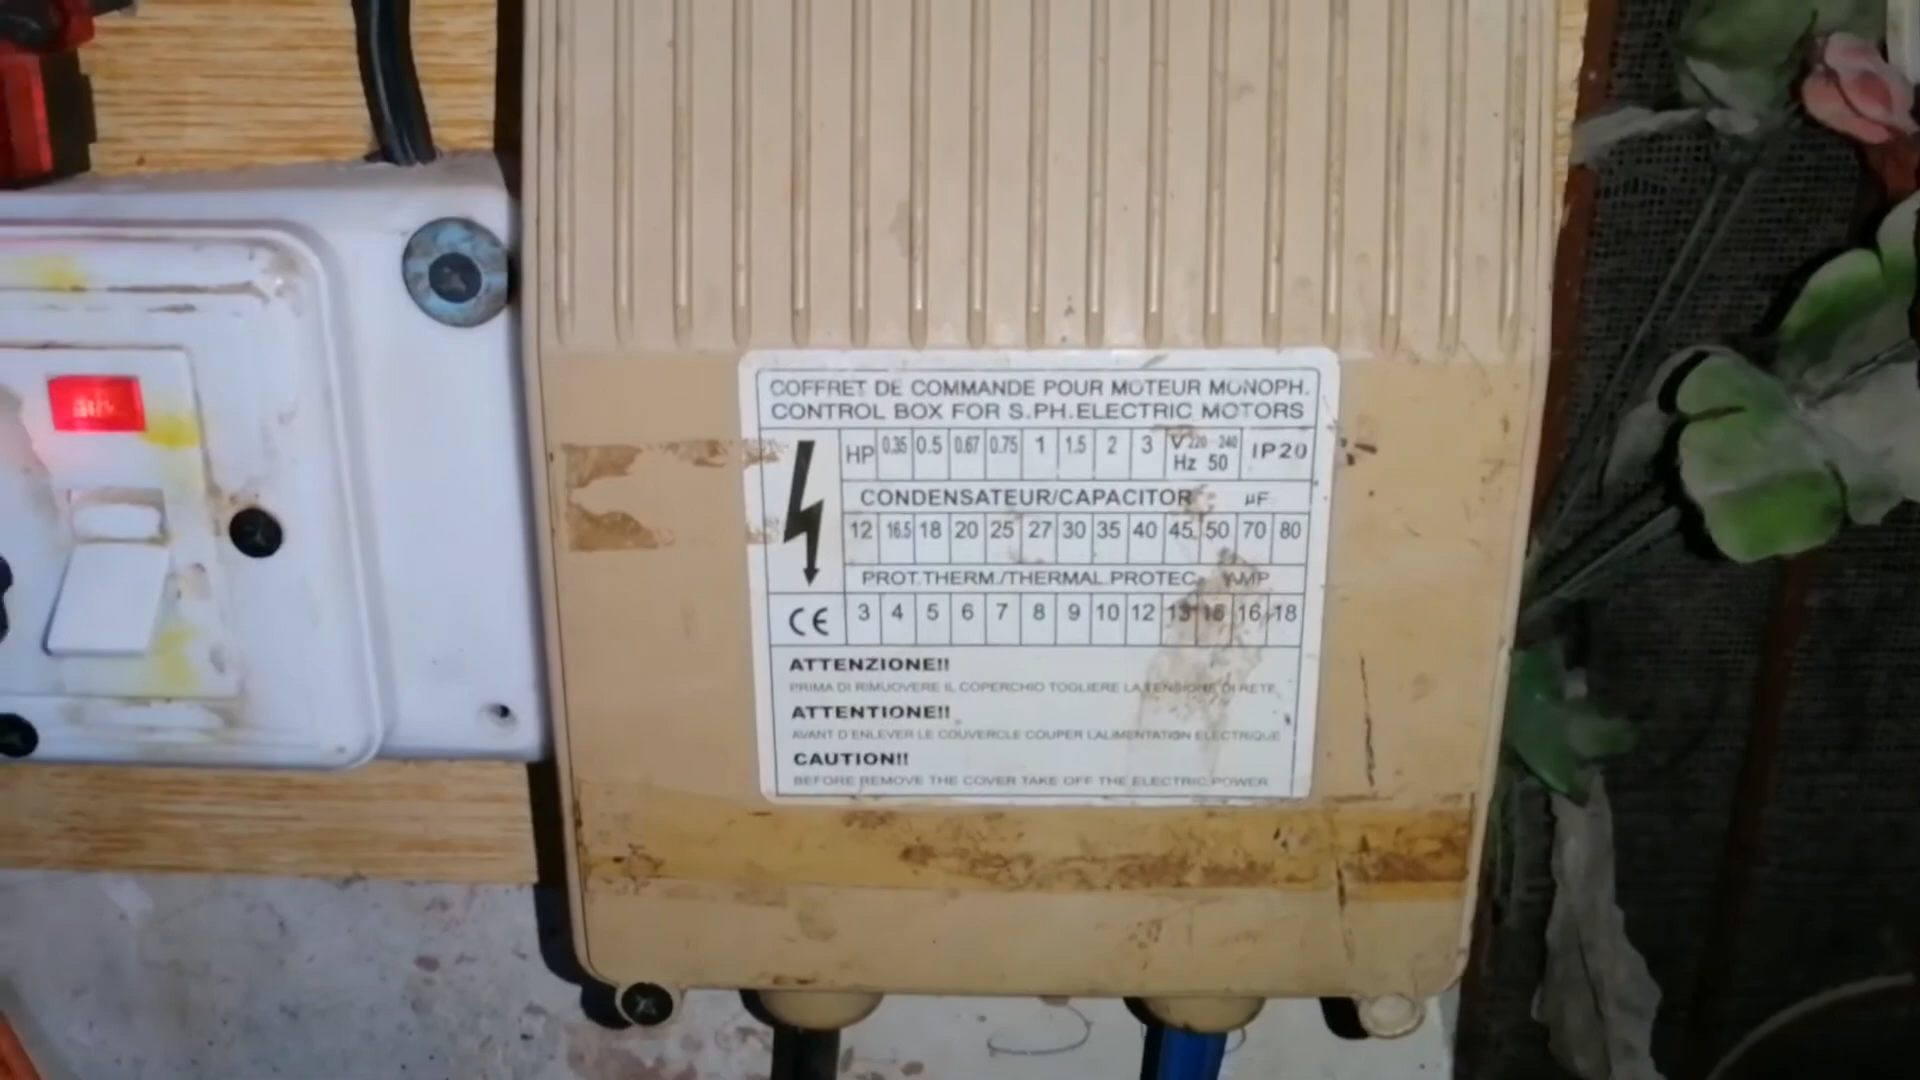 COFFRET DE COMMANDE POUR MOTEUR MONOPH.
CONTROL BOX FOR S.PH.ELECTRIC MOTORS
HP 0.35 0.5 0.67 0.75 1 1.5 2 3 V 220 240 Hz 50 IP20
CONDENSATEUR/CAPACITOR µF
12 16.5 18 20 25 27 30 35 40 45 50 70 80
PROT.THERM./THERMAL.PROTEC. AMP
CE 3 4 5 6 7 8 9 10 12 13 15 16 18
ATTENZIONE!!
PRIMA DI RIMUOVERE IL COPERCHIO TOGLIERE LA TENSIONE DI RETE
ATTENTIONE!!
AVANT D'ENLEVER LE COUVERCLE COUPER LALIMENTATION ELECTRIQUE
CAUTION!!
BEFORE REMOVE THE COVER TAKE OFF THE ELECTRIC POWER